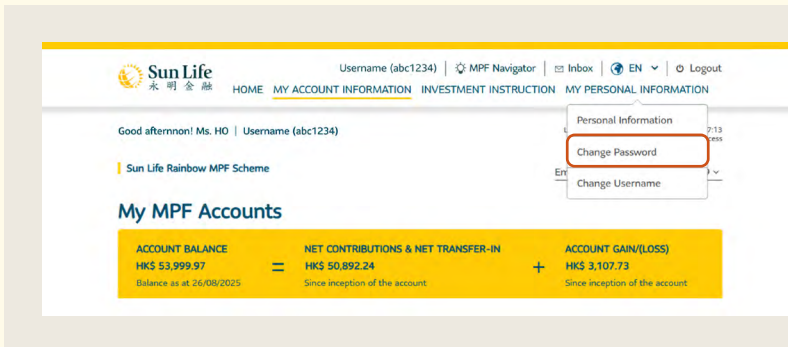 Sun Life
永明金融
Username (abc1234) | MPF Navigator | Inbox | EN | Logout
HOME MY ACCOUNT INFORMATION INVESTMENT INSTRUCTION MY PERSONAL INFORMATION
Good afternnon! Ms. HO | Username (abc1234)
7:13
Personal Information
Change Password
Change Username
Sun Life Rainbow MPF Scheme
My MPF Accounts
ACCOUNT BALANCE NET CONTRIBUTIONS & NET TRANSFER-IN ACCOUNT GAIN/(LOSS)
HK$ 53,999.97 = HK$ 50,892.24 + HK$ 3,107.73
Balance as at 26/08/2025 Since inception of the account Since inception of the account